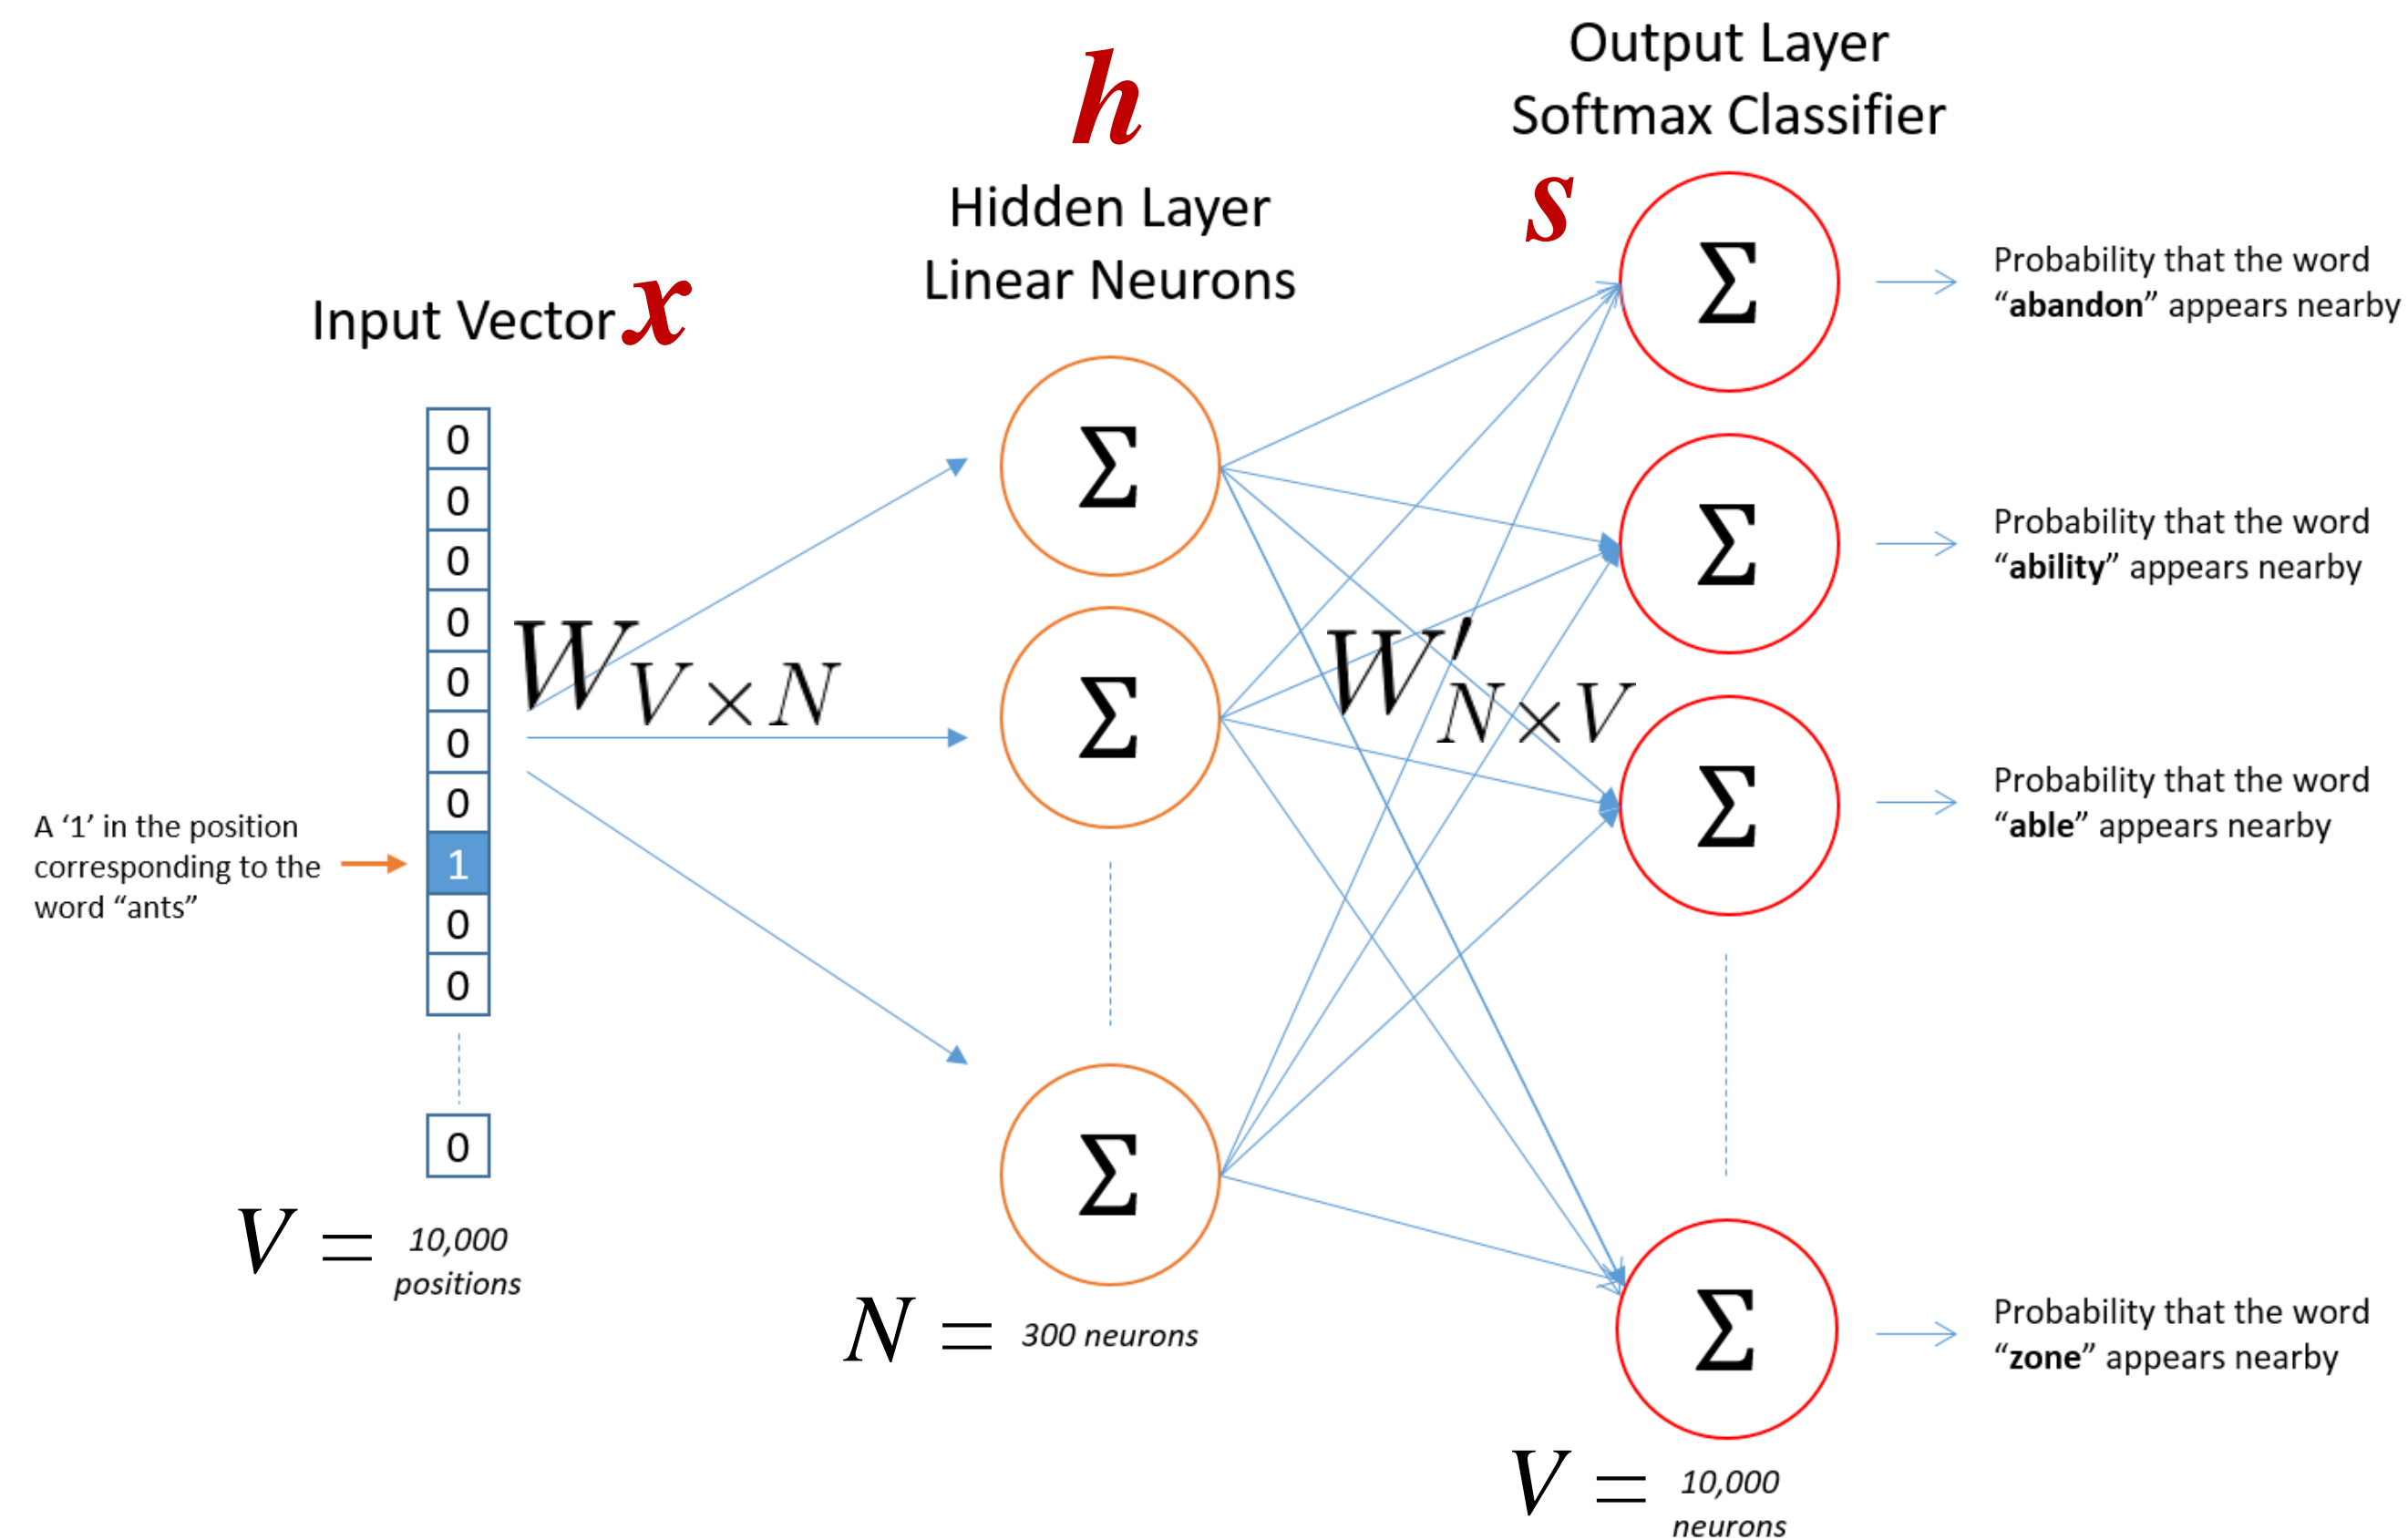 h
Hidden Layer
Linear Neurons
Output Layer
Softmax Classifier
s
Input Vector x
0
0
0
0
0
0
0
1
0
0
0
A ‘1’ in the position
corresponding to the
word “ants”
W V × N
V = 10,000
positions
Σ
Σ
Σ
N = 300 neurons
W′ N × V
Σ
Σ
Σ
Σ
V = 10,000
neurons
Probability that the word
“abandon” appears nearby
Probability that the word
“ability” appears nearby
Probability that the word
“able” appears nearby
Probability that the word
“zone” appears nearby